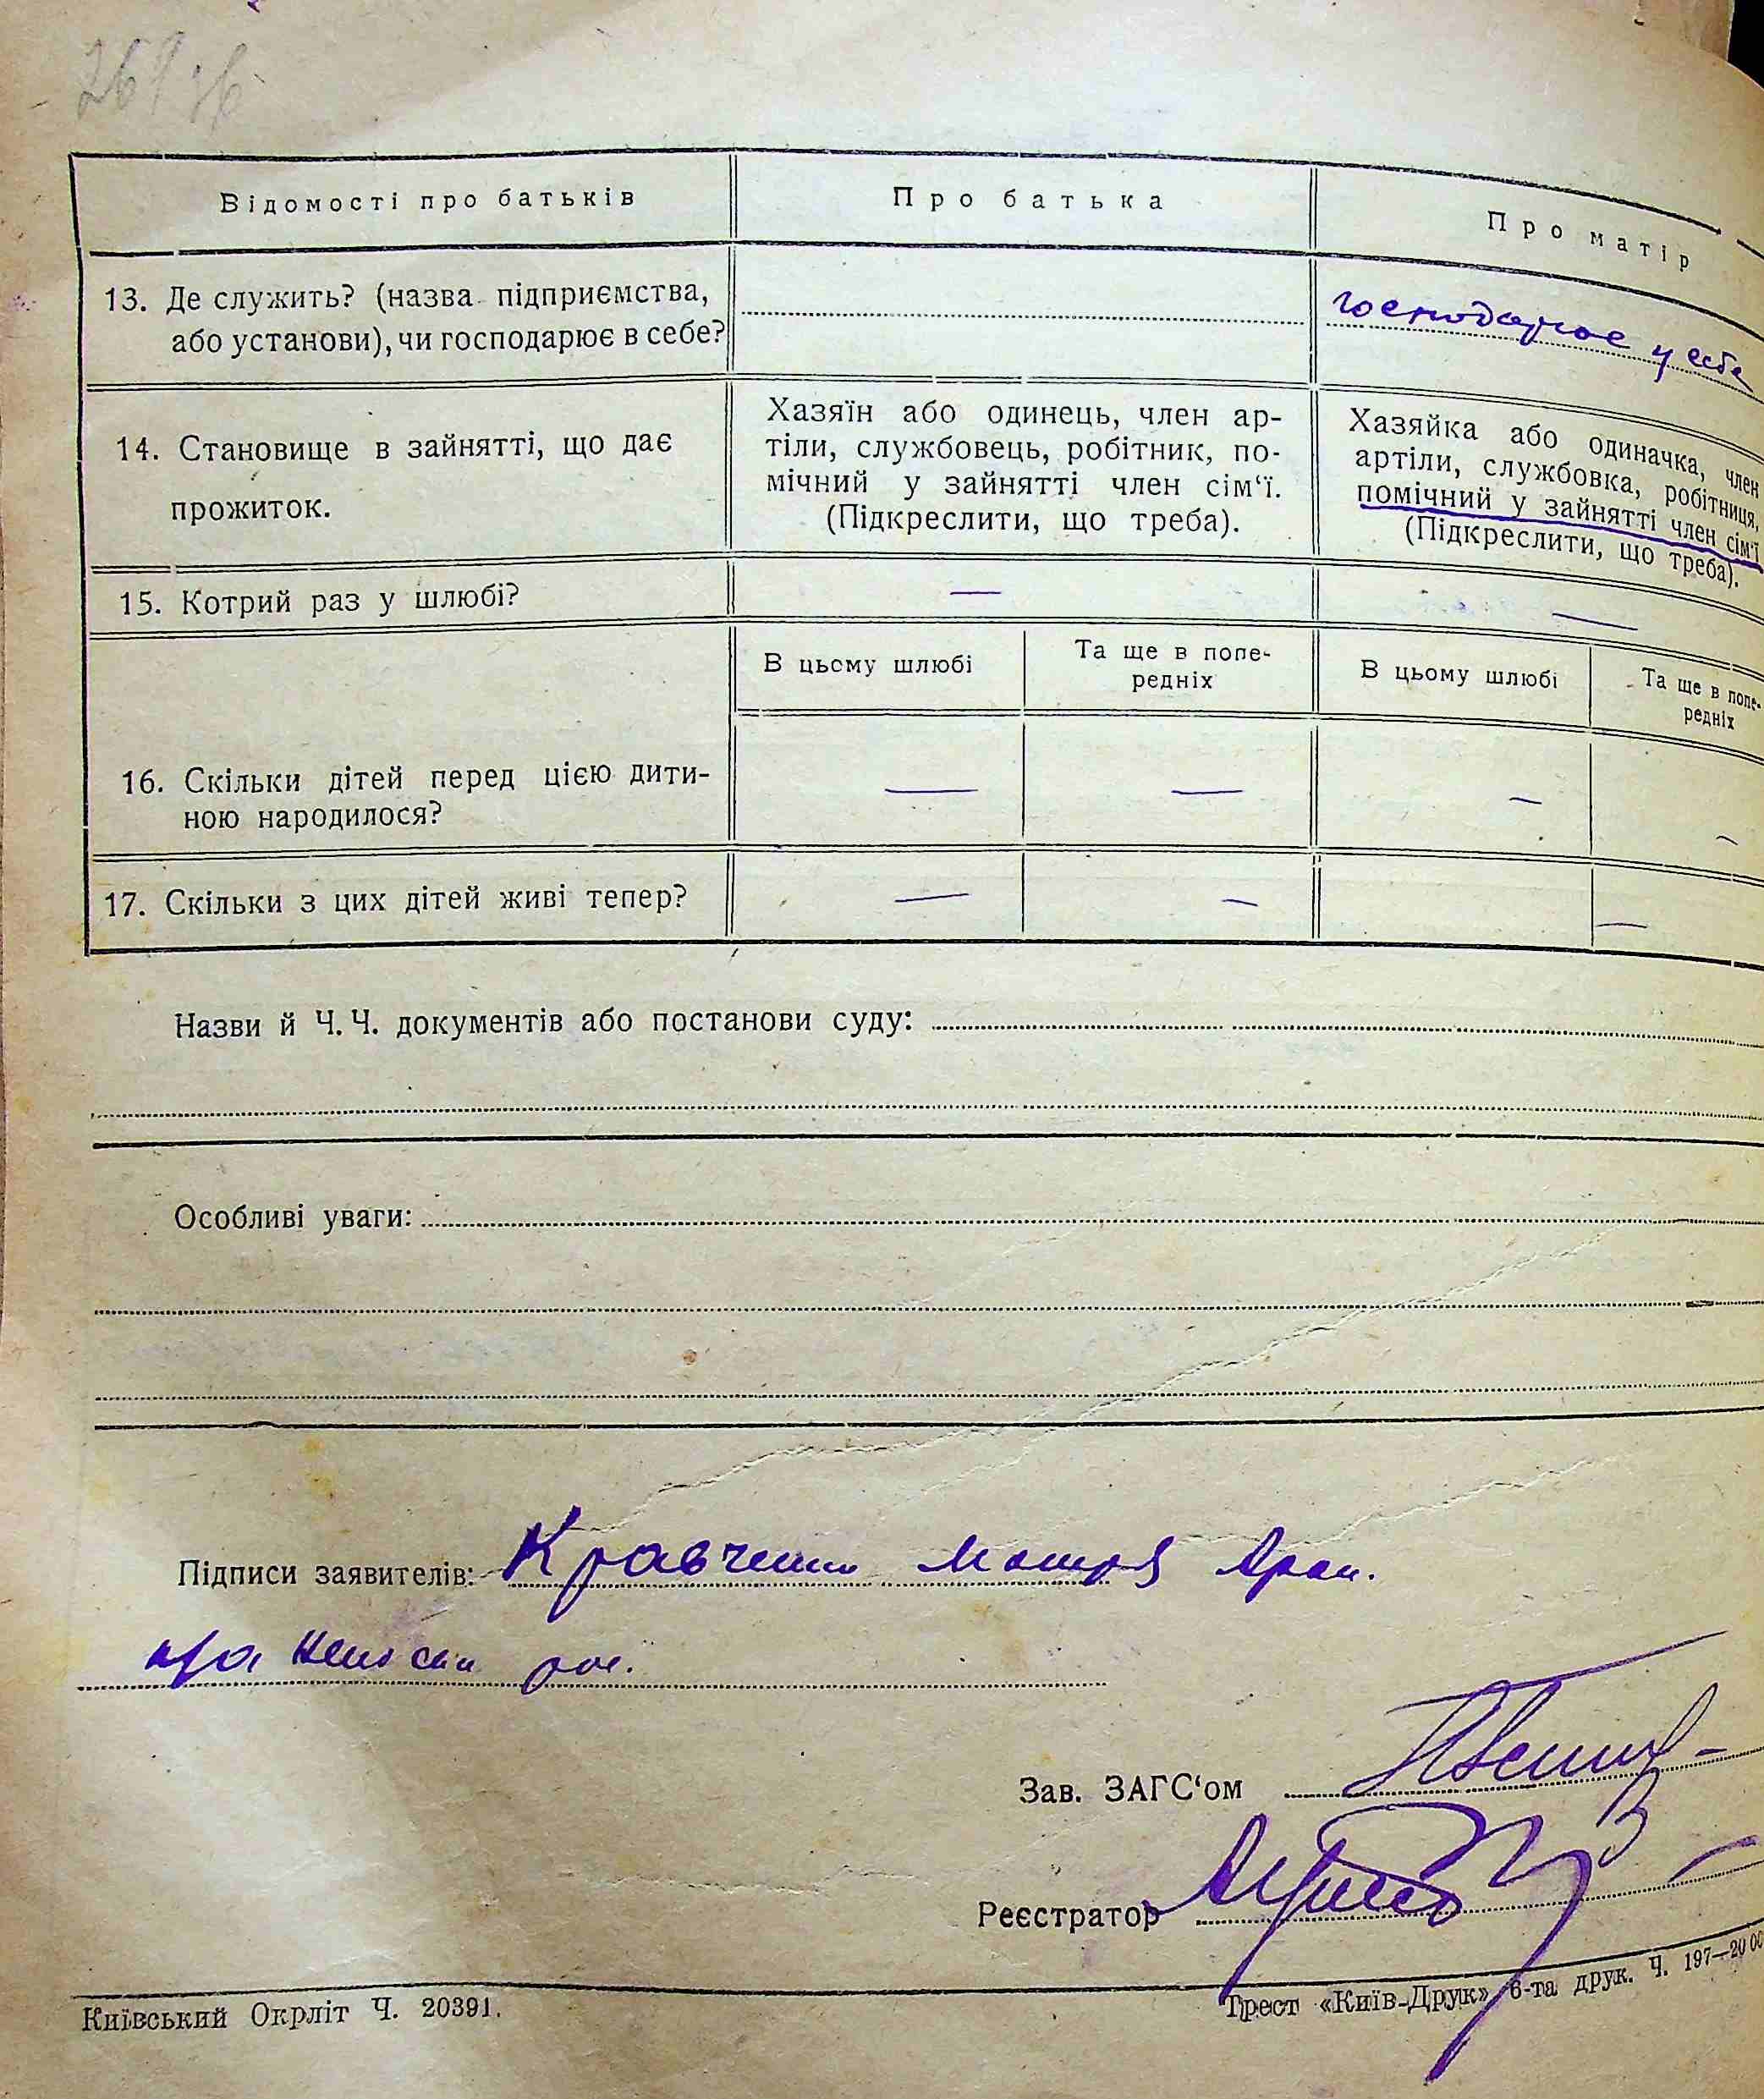 Відомості про батьків
Про батька
Про матір
13. Де служить? (назва підприємства,
або установи), чи господарює в себе?
господарює у себе
14. Становище в зайнятті, що дає
прожиток.
Хазяїн або одинець, член ар-
тіли, службовець, робітник, по-
мічний у зайнятті член сім‘ї.
(Підкреслити, що треба).
Хазяйка або одиначка, член
артіли, службовка, робітниця,
помічний у зайнятті член сім‘ї
(Підкреслити, що треба).
15. Котрий раз у шлюбі?
—
—
В цьому шлюбі
Та ще в попе-
редніх
В цьому шлюбі
Та ще в попе-
редніх
16. Скільки дітей перед цією дити-
ною народилося?
—
—
—
—
17. Скільки з цих дітей живі тепер?
—
—
—
Назви й Ч. Ч. документів або постанови суду:
Особливі уваги:
Підписи заявителів: Кравченко Мотря
Зав. ЗАГС‘ом
Реєстратор
Київський Окрліт Ч. 20391.
Трест «Київ-Друк», 6-та друк. Ч. 197—20 00